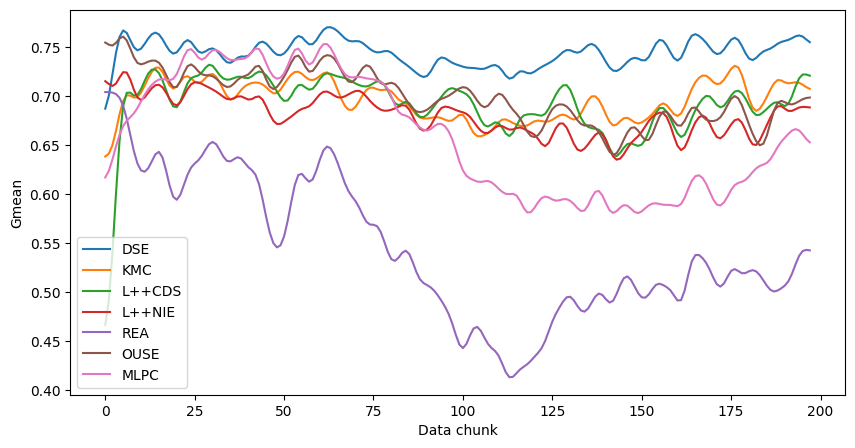 0.75
0.70
0.65
0.60
0.55
0.50
0.45
0.40
Gmean
DSE
KMC
L++CDS
L++NIE
REA
OUSE
MLPC
0 25 50 75 100 125 150 175 200
Data chunk